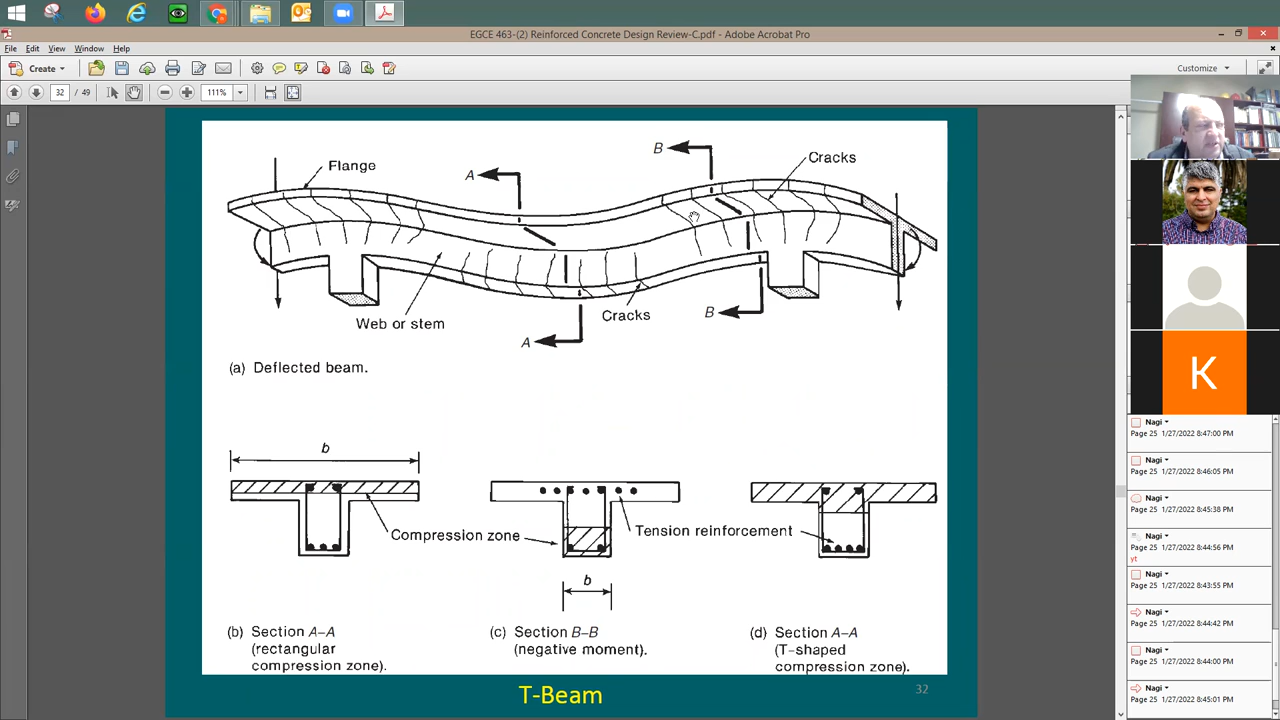 EGCE 463-(2) Reinforced Concrete Design Review-C.pdf - Adobe Acrobat Pro
File Edit View Window Help
Create
Customize
32 / 49
111%
Flange
A
B
Cracks
Web or stem
Cracks
A
B
(a) Deflected beam.
b
Compression zone
Tension reinforcement
b
(b) Section A–A
(rectangular
compression zone).
(c) Section B–B
(negative moment).
(d) Section A–A
(T-shaped
compression zone).
T-Beam
32
K
Nagi
Page 25 1/27/2022 8:47:00 PM
Nagi
Page 25 1/27/2022 8:46:05 PM
Nagi
Page 25 1/27/2022 8:45:38 PM
Nagi
Page 25 1/27/2022 8:44:56 PM
yt
Nagi
Page 25 1/27/2022 8:43:55 PM
Nagi
Page 25 1/27/2022 8:44:42 PM
Nagi
Page 25 1/27/2022 8:44:00 PM
Nagi
Page 25 1/27/2022 8:45:01 PM